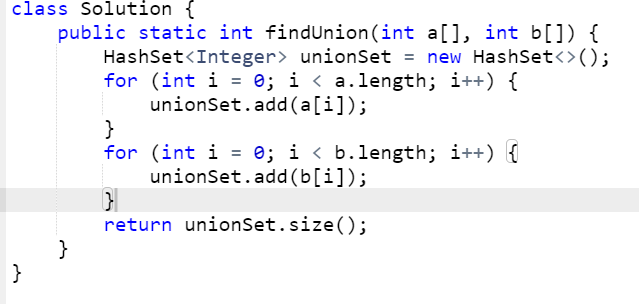 class Solution {
    public static int findUnion(int a[], int b[]) {
        HashSet<Integer> unionSet = new HashSet<>();
        for (int i = 0; i < a.length; i++) {
            unionSet.add(a[i]);
        }
        for (int i = 0; i < b.length; i++) {
            unionSet.add(b[i]);
        }
        return unionSet.size();
    }
}